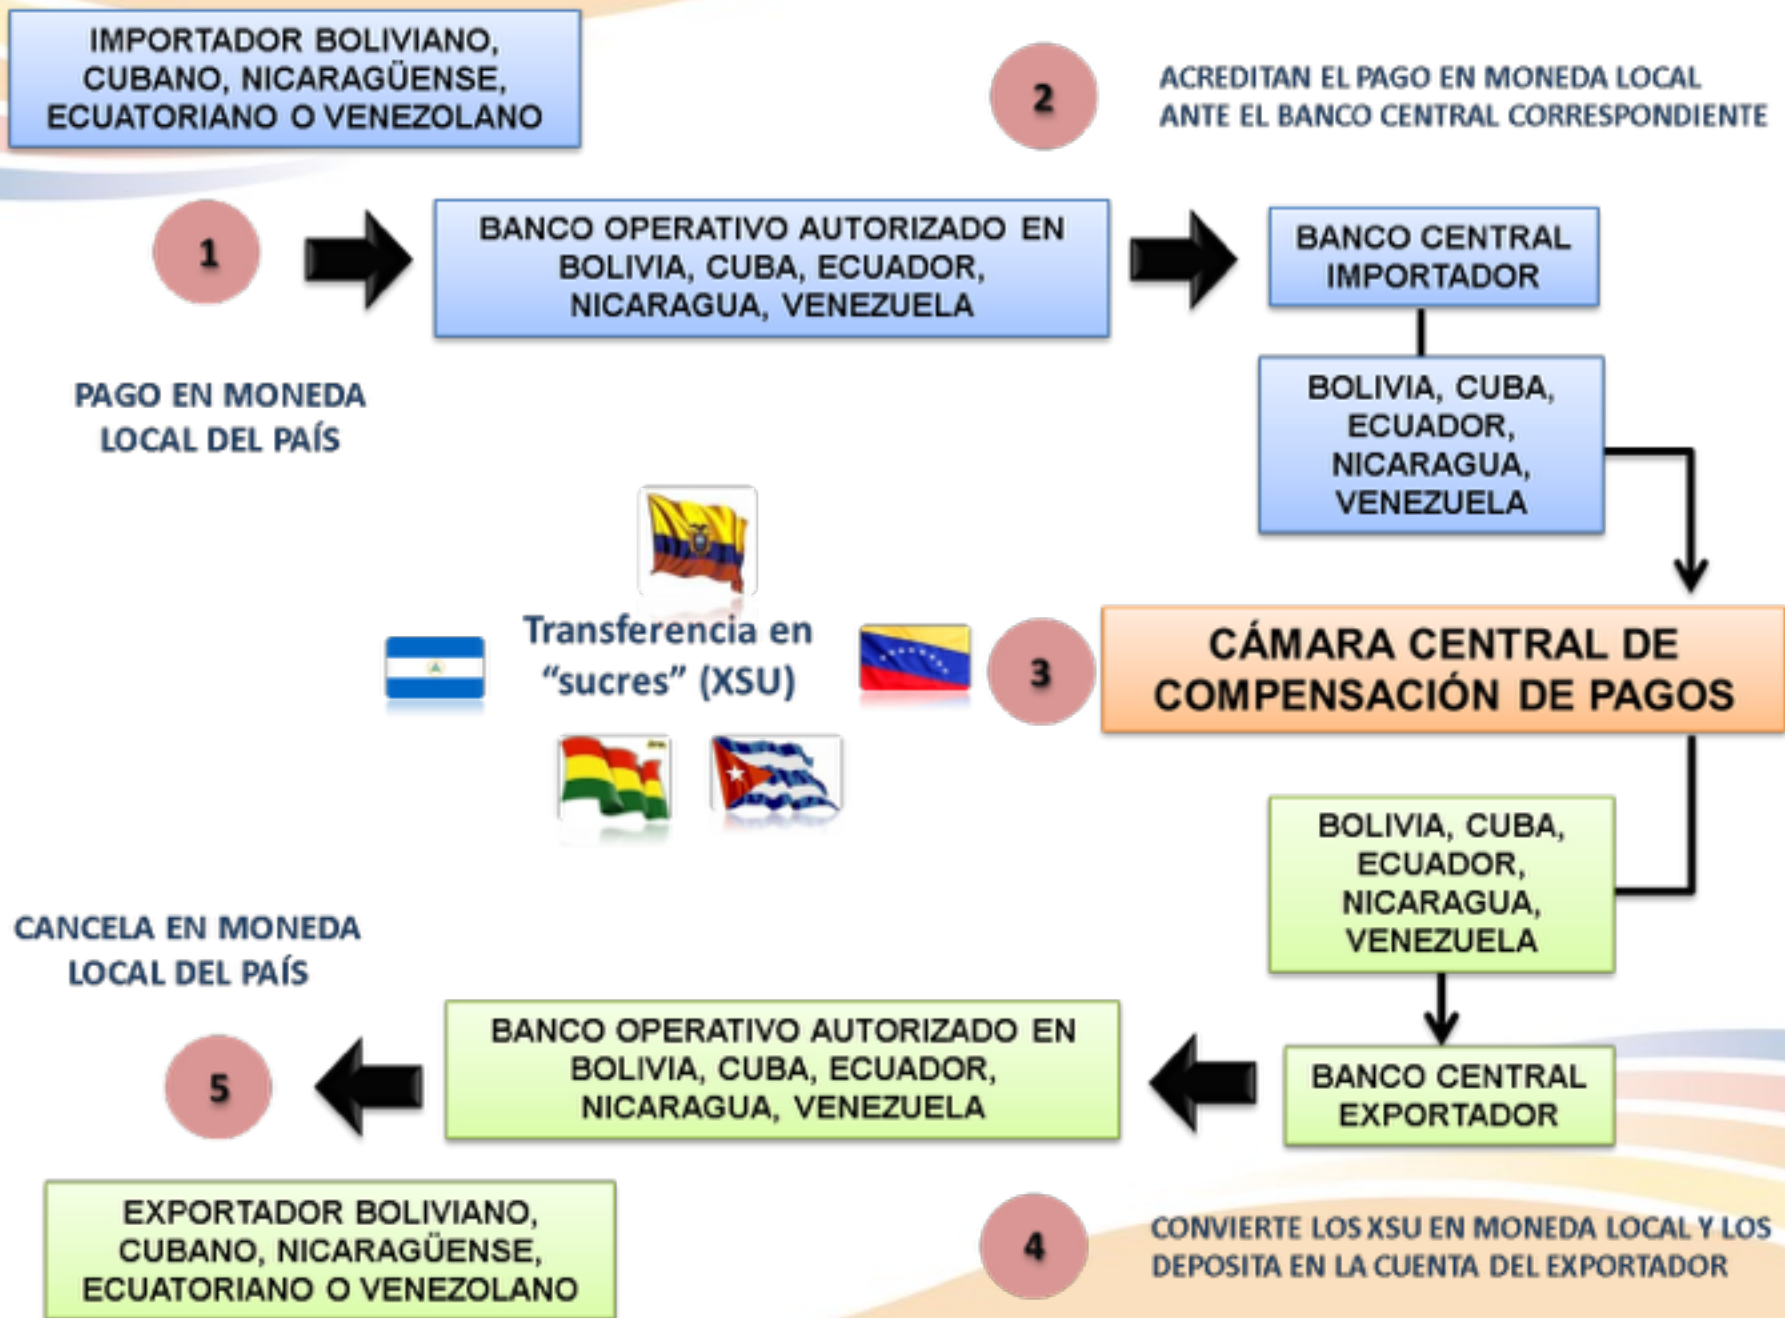 IMPORTADOR BOLIVIANO,
CUBANO, NICARAGÜENSE,
ECUATORIANO O VENEZOLANO
2
ACREDITAN EL PAGO EN MONEDA LOCAL
ANTE EL BANCO CENTRAL CORRESPONDIENTE
1
BANCO OPERATIVO AUTORIZADO EN
BOLIVIA, CUBA, ECUADOR,
NICARAGUA, VENEZUELA
BANCO CENTRAL
IMPORTADOR
PAGO EN MONEDA
LOCAL DEL PAÍS
BOLIVIA, CUBA,
ECUADOR,
NICARAGUA,
VENEZUELA
Transferencia en
“sucres” (XSU)
3
CÁMARA CENTRAL DE
COMPENSACIÓN DE PAGOS
BOLIVIA, CUBA,
ECUADOR,
NICARAGUA,
VENEZUELA
CANCELA EN MONEDA
LOCAL DEL PAÍS
5
BANCO OPERATIVO AUTORIZADO EN
BOLIVIA, CUBA, ECUADOR,
NICARAGUA, VENEZUELA
BANCO CENTRAL
EXPORTADOR
EXPORTADOR BOLIVIANO,
CUBANO, NICARAGÜENSE,
ECUATORIANO O VENEZOLANO
4
CONVIERTE LOS XSU EN MONEDA LOCAL Y LOS
DEPOSITA EN LA CUENTA DEL EXPORTADOR